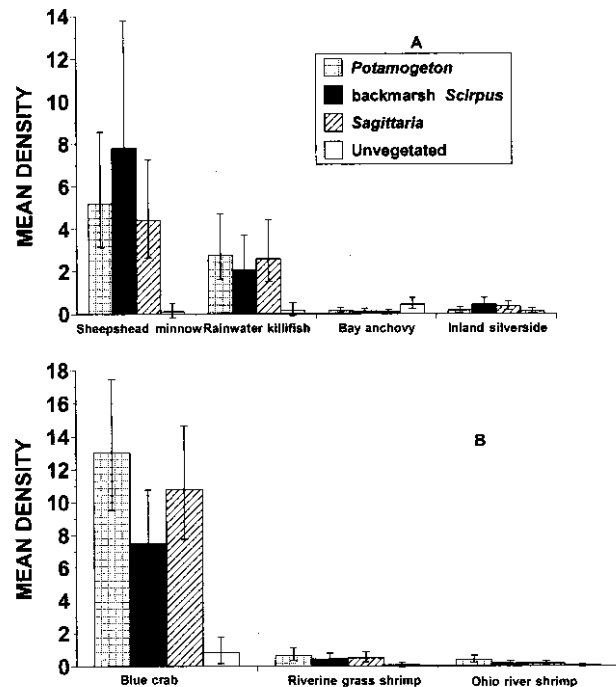 14
12
10
8
6
4
2
0
MEAN DENSITY
A
Potamogeton
backmarsh Scirpus
Sagittaria
Unvegetated
Sheepshead minnow Rainwater killifish Bay anchovy Inland silverside
18
16
14
12
10
8
6
4
2
0
MEAN DENSITY
B
Blue crab Riverine grass shrimp Ohio river shrimp